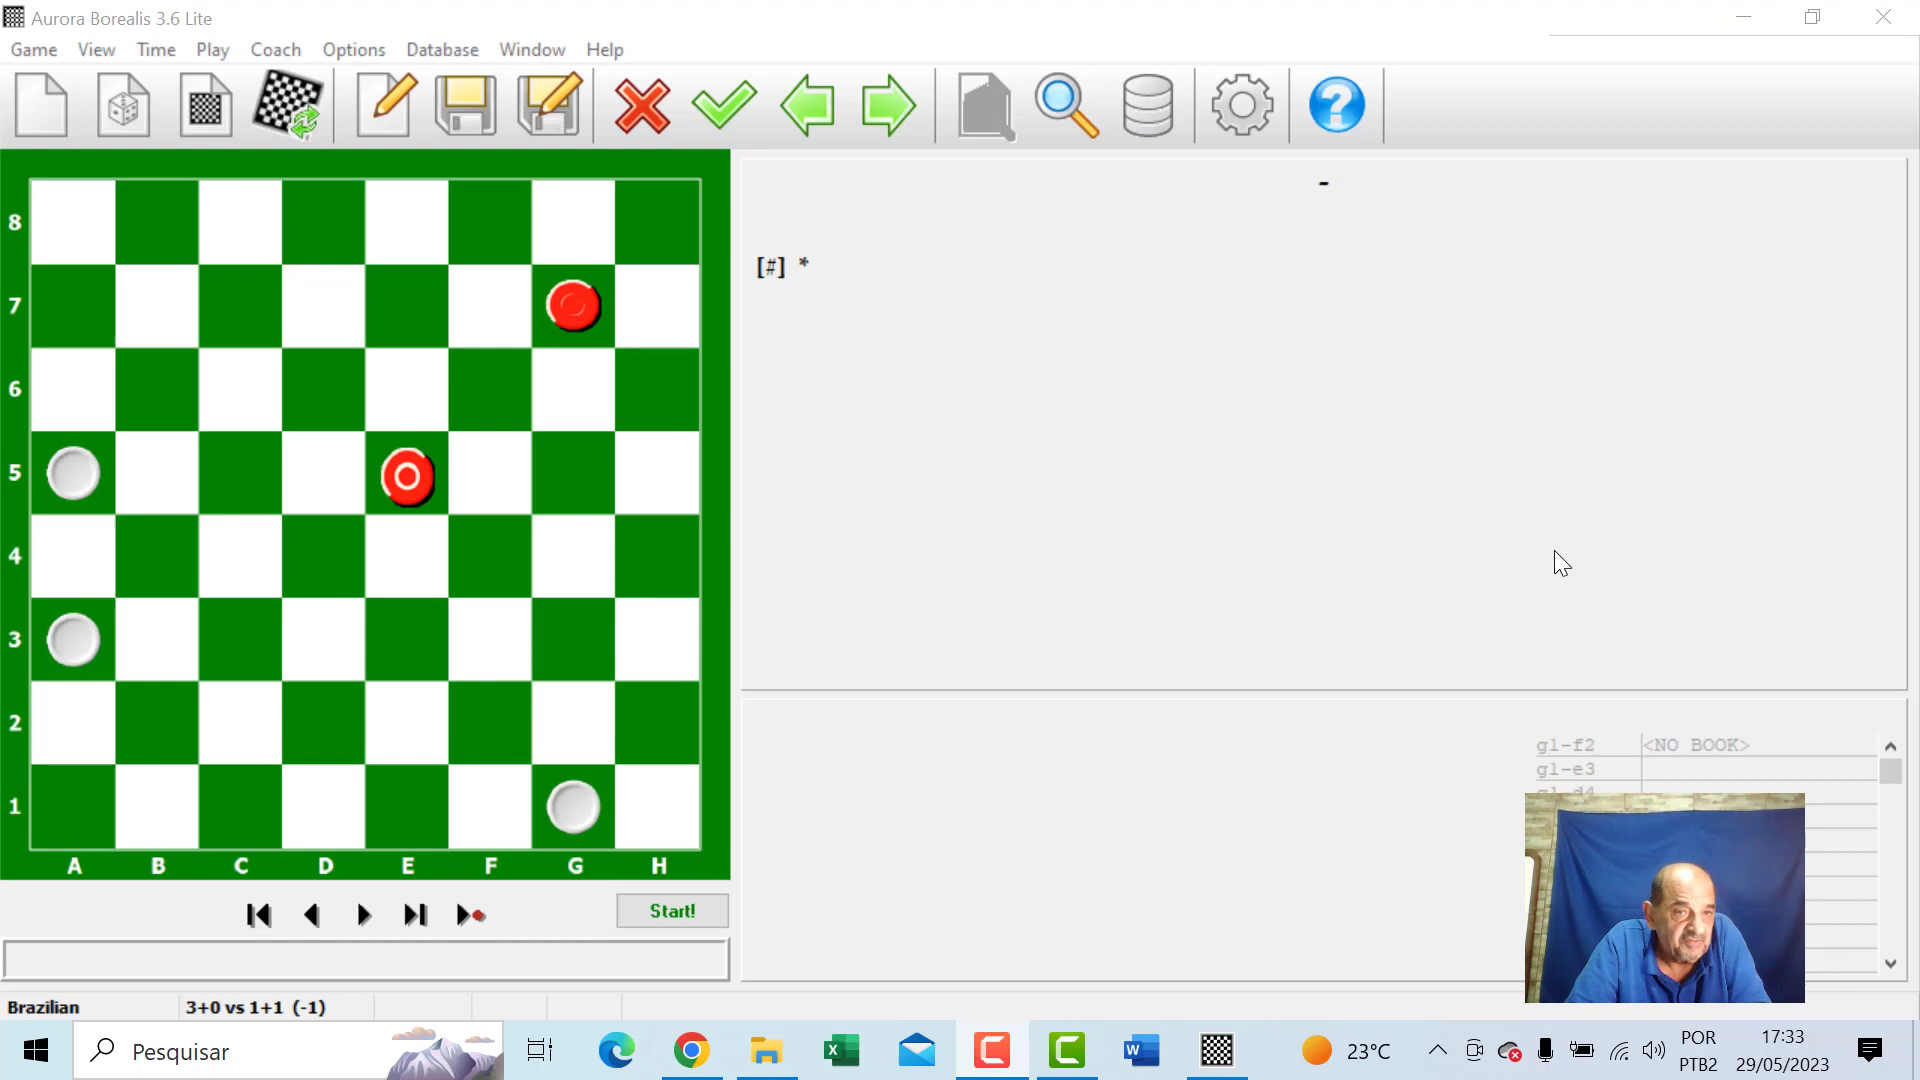 Aurora Borealis 3.6 Lite
Game View Time Play Coach Options Database Window Help
-
[#] *
8
7
6
5
4
3
2
1
A B C D E F G H
Start!
g1-f2 <NO BOOK>
g1-e3
g1-d4
Brazilian 3+0 vs 1+1 (-1)
Pesquisar
23°C
POR
PTB2
17:33
29/05/2023